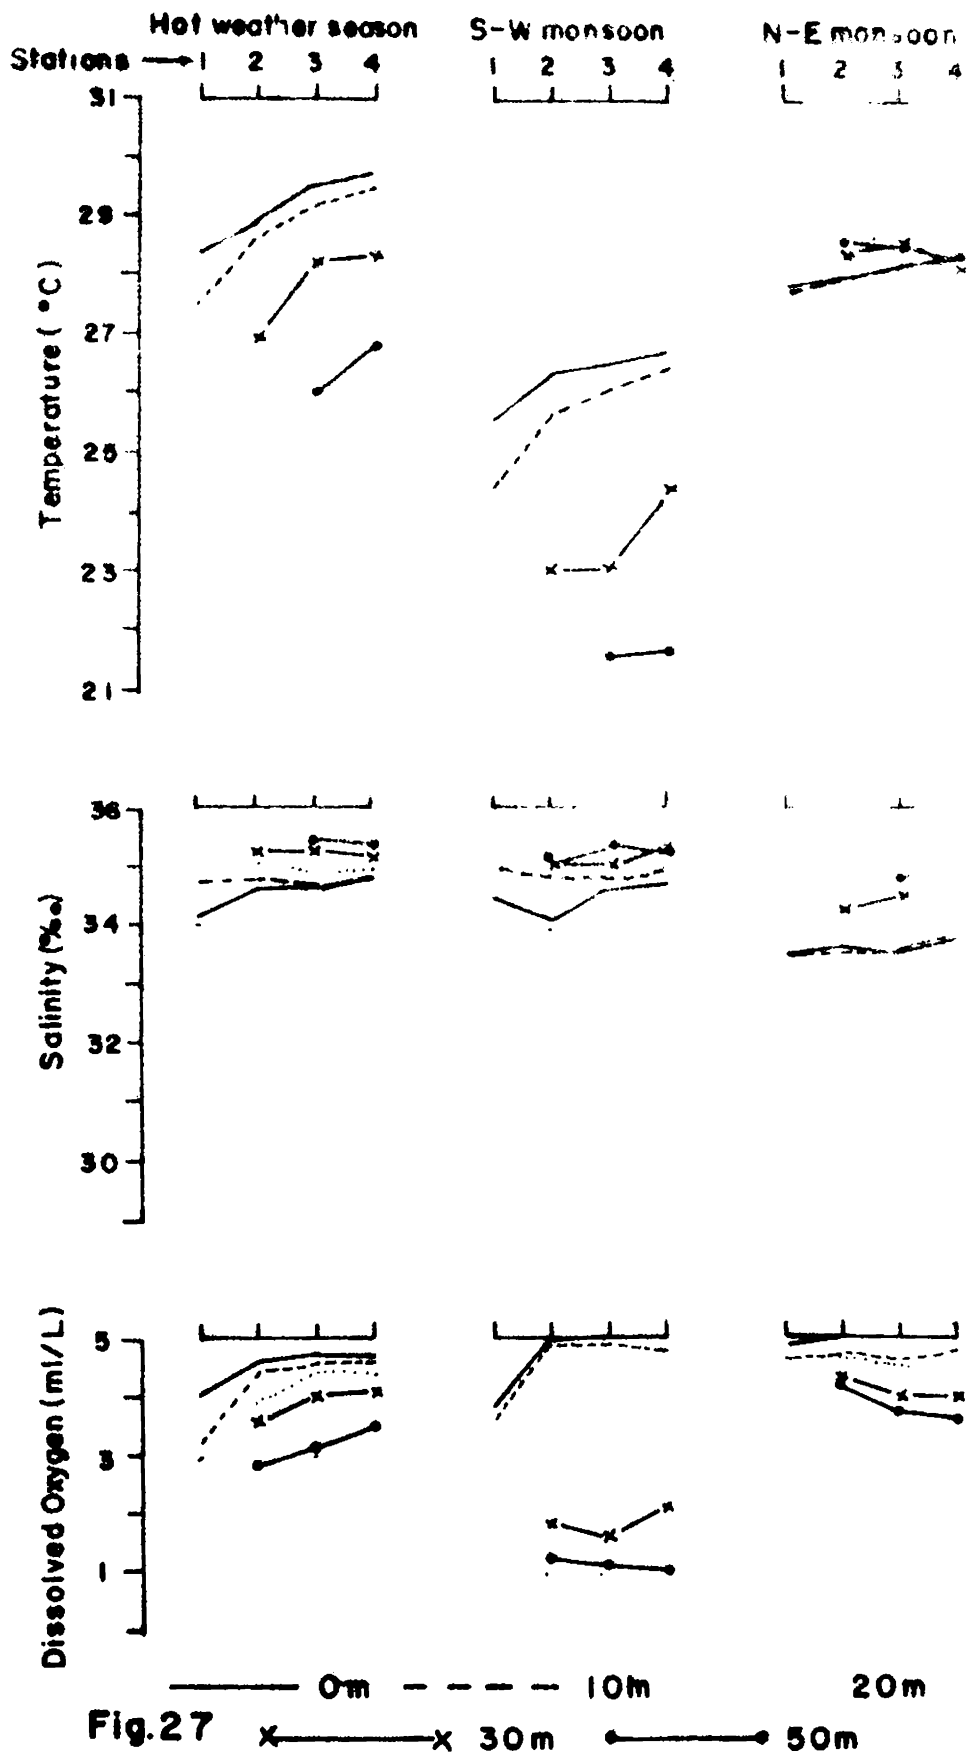 Hot weather season S-W monsoon N-E monsoon
Stations → 1 2 3 4 1 2 3 4 1 2 3 4
31
29
27
25
23
21
Temperature (°C)
36
34
32
30
Salinity (‰)
5
3
1
Dissolved Oxygen (ml/L)
0m 10m 20m
Fig.27 x x 30m 50m